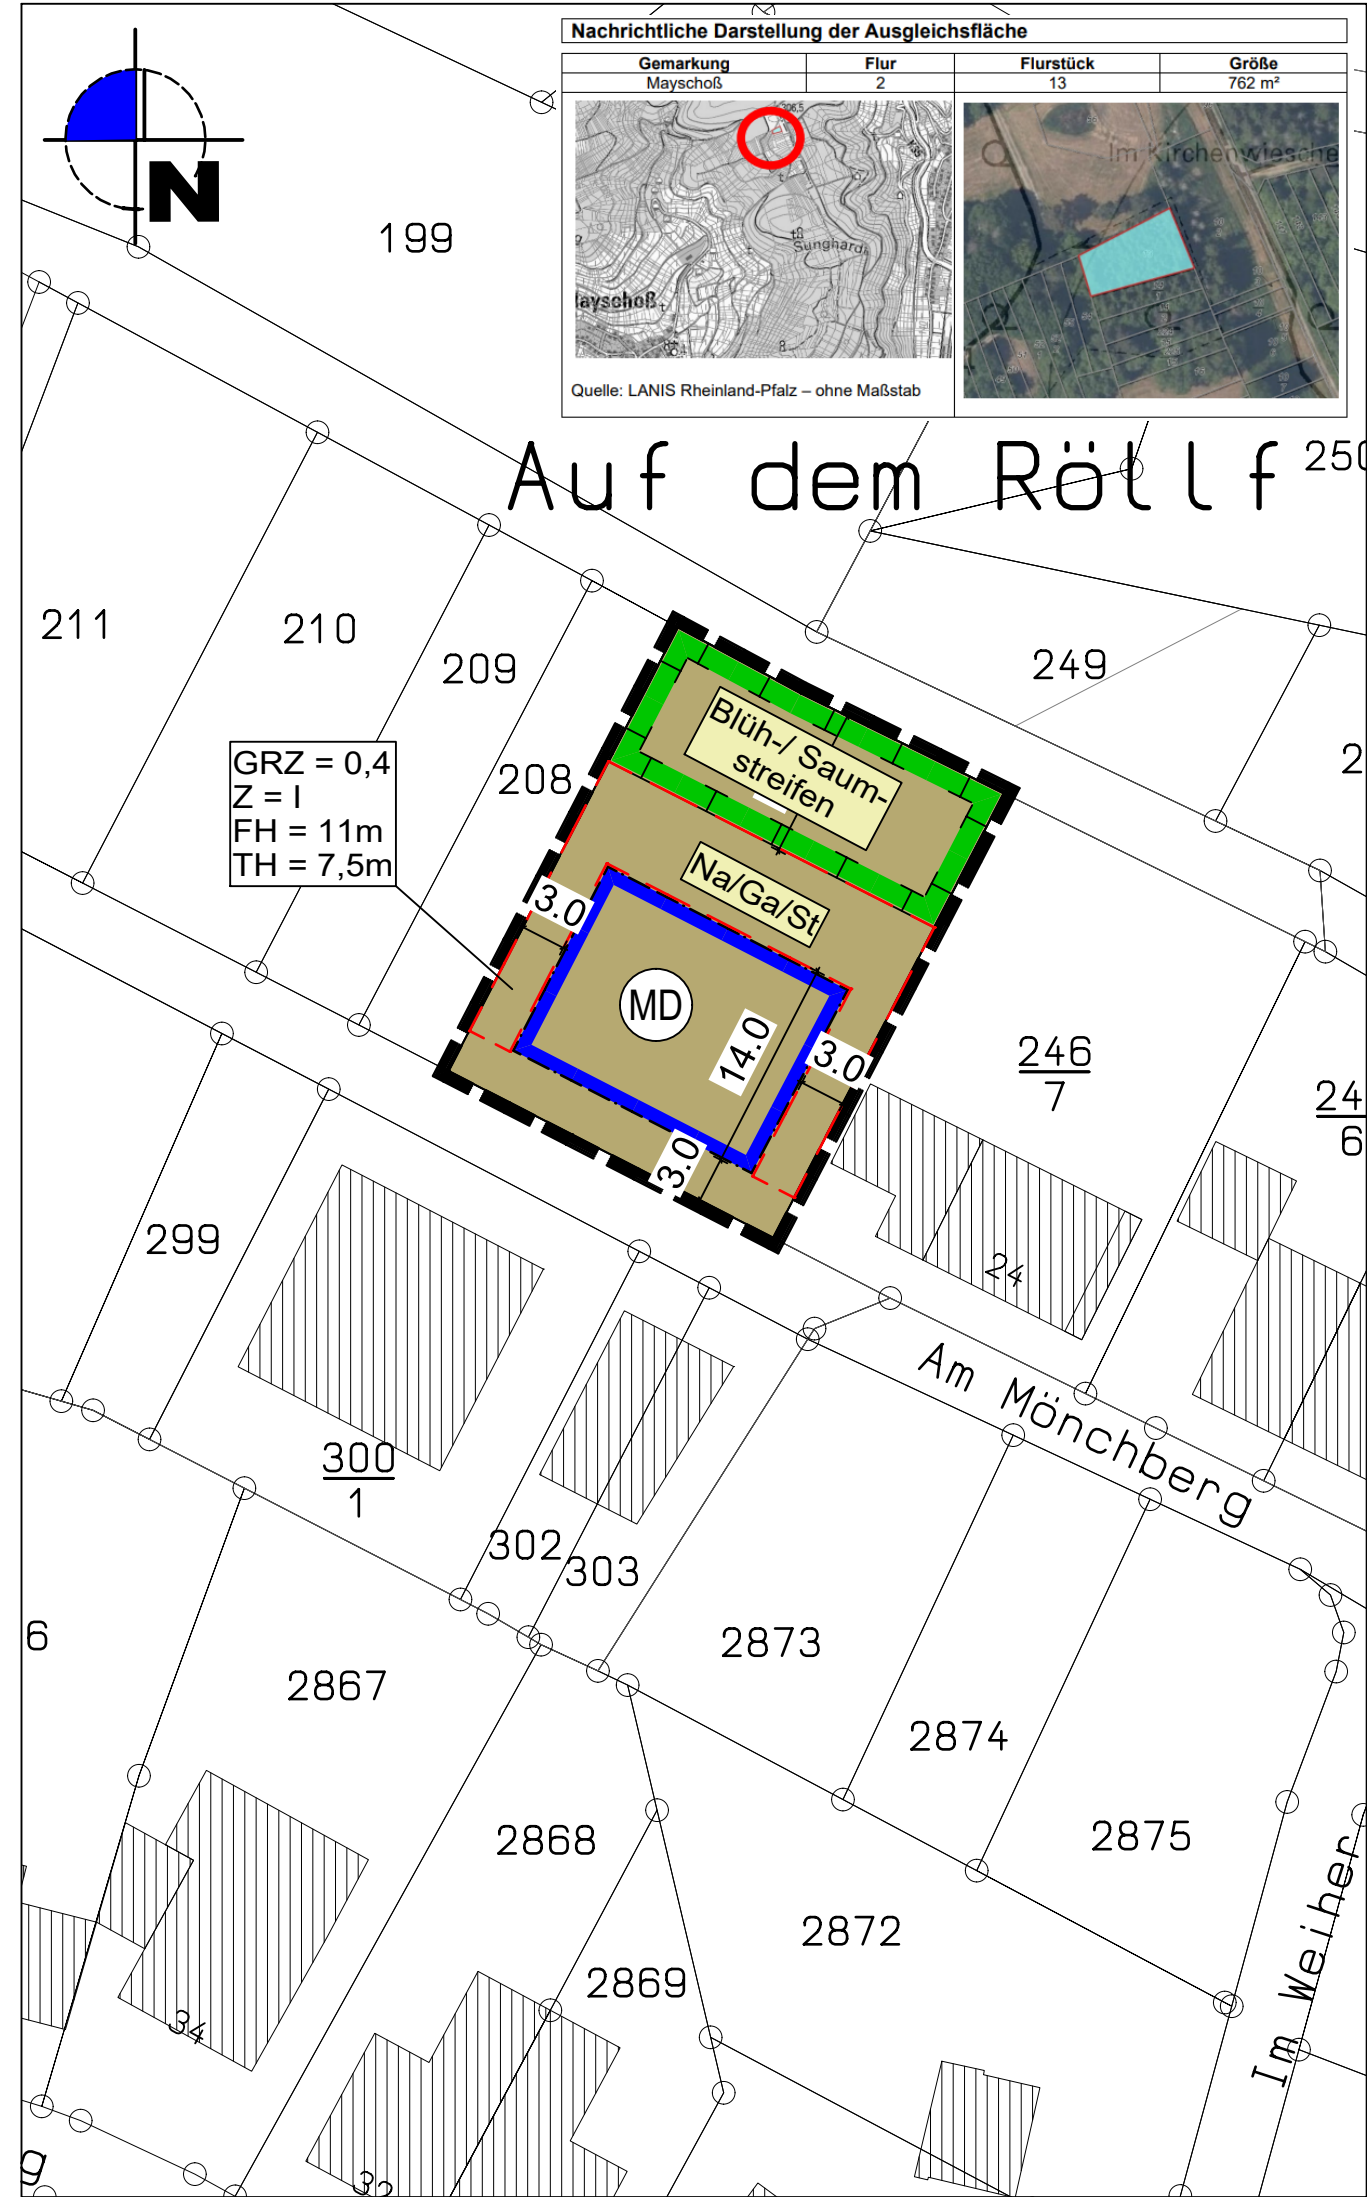 Nachrichtliche Darstellung der Ausgleichsfläche
Gemarkung Flur Flurstück Größe
Mayschoß 2 13 762 m²
Im Kirchenwiesche
Sunghardt
ayschoß
Quelle: LANIS Rheinland-Pfalz – ohne Maßstab
N
199
Auf dem Röllf
250
211
210
209
208
249
2
GRZ = 0,4
Z = I
FH = 11m
TH = 7,5m
Blüh-/ Saum-
streifen
Na/Ga/St
3.0
MD
14.0
3.0
3.0
246
7
24
6
299
24
Am Mönchberg
300
1
302
303
6
2867
2873
2874
2875
2868
2872
2869
Im Weiher
34
32
g